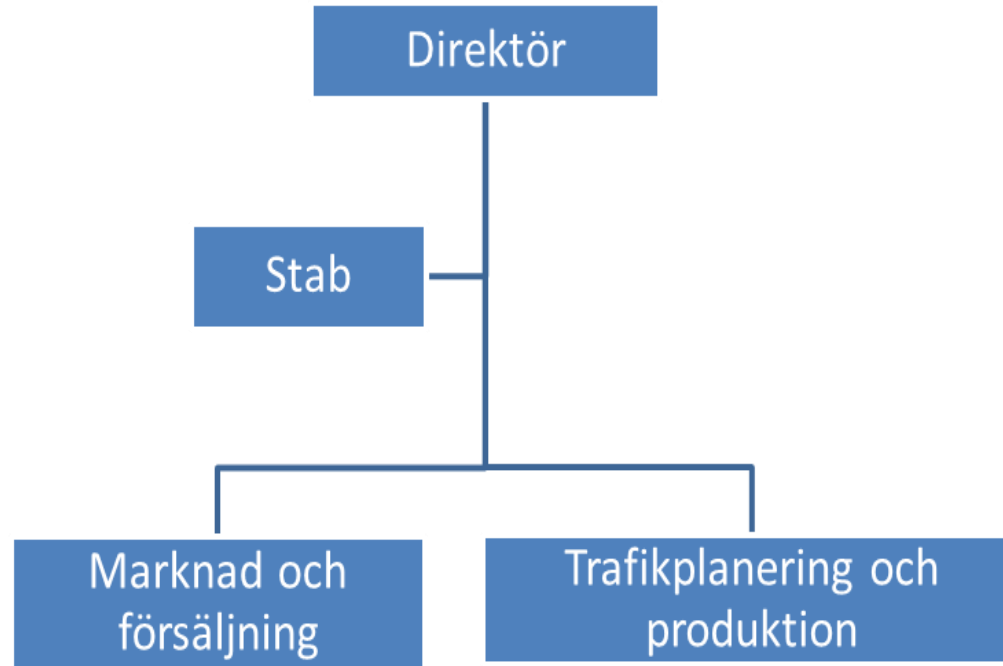 Direktör
Stab
Marknad och
försäljning
Trafikplanering och
produktion